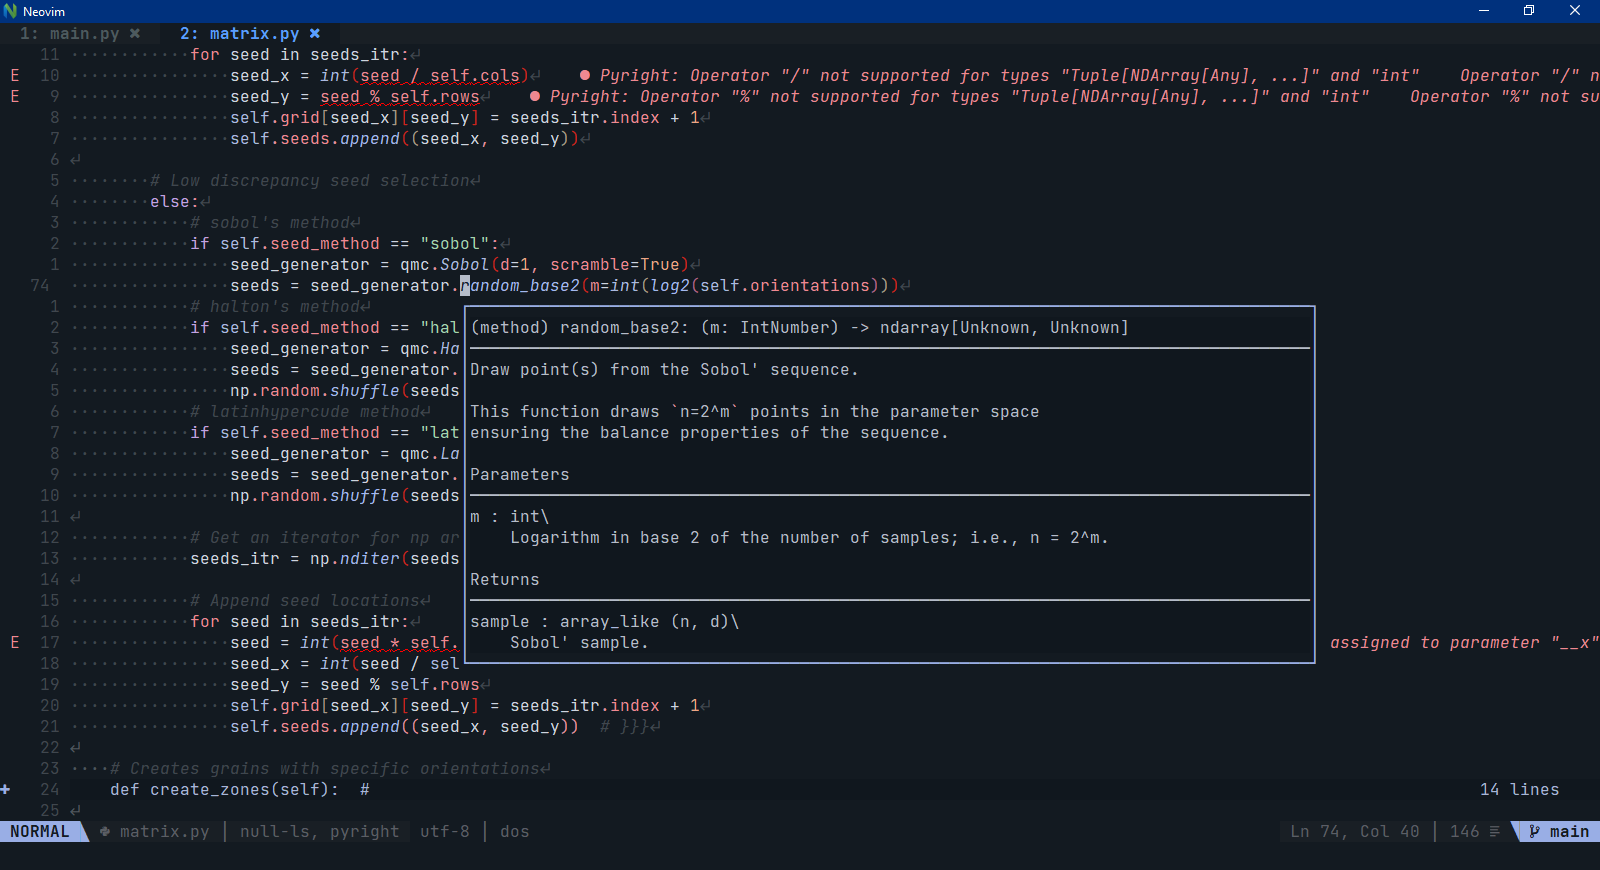 Neovim
1: main.py ✖ 2: matrix.py ✖
11 for seed in seeds_itr:↵
E 10 seed_x = int(seed / self.cols)↵ ● Pyright: Operator "/" not supported for types "Tuple[NDArray[Any], ...]" and "int" Operator "/" n
E 9 seed_y = seed % self.rows↵ ● Pyright: Operator "%" not supported for types "Tuple[NDArray[Any], ...]" and "int" Operator "%" not su
8 self.grid[seed_x][seed_y] = seeds_itr.index + 1↵
7 self.seeds.append((seed_x, seed_y))↵
6 ↵
5 # Low discrepancy seed selection↵
4 else:↵
3 # sobol's method↵
2 if self.seed_method == "sobol":↵
1 seed_generator = qmc.Sobol(d=1, scramble=True)↵
74 seeds = seed_generator.random_base2(m=int(log2(self.orientations)))↵
1 # halton's method↵
2 if self.seed_method == "hal (method) random_base2: (m: IntNumber) -> ndarray[Unknown, Unknown]
3 seed_generator = qmc.Ha
4 seeds = seed_generator. Draw point(s) from the Sobol' sequence.
5 np.random.shuffle(seeds
6 # latinhypercude method↵ This function draws `n=2^m` points in the parameter space
7 if self.seed_method == "lat ensuring the balance properties of the sequence.
8 seed_generator = qmc.La
9 seeds = seed_generator. Parameters
10 np.random.shuffle(seeds
11 ↵ m : int\
12 # Get an iterator for np ar Logarithm in base 2 of the number of samples; i.e., n = 2^m.
13 seeds_itr = np.nditer(seeds
14 ↵ Returns
15 # Append seed locations↵
16 for seed in seeds_itr:↵ sample : array_like (n, d)\
E 17 seed = int(seed * self. Sobol' sample. assigned to parameter "__x"
18 seed_x = int(seed / sel
19 seed_y = seed % self.rows↵
20 self.grid[seed_x][seed_y] = seeds_itr.index + 1↵
21 self.seeds.append((seed_x, seed_y)) # }}}↵
22 ↵
23 # Creates grains with specific orientations↵
+ 24 def create_zones(self): # 14 lines
25 ↵
NORMAL matrix.py │ null-ls, pyright utf-8 │ dos Ln 74, Col 40 │ 146 main